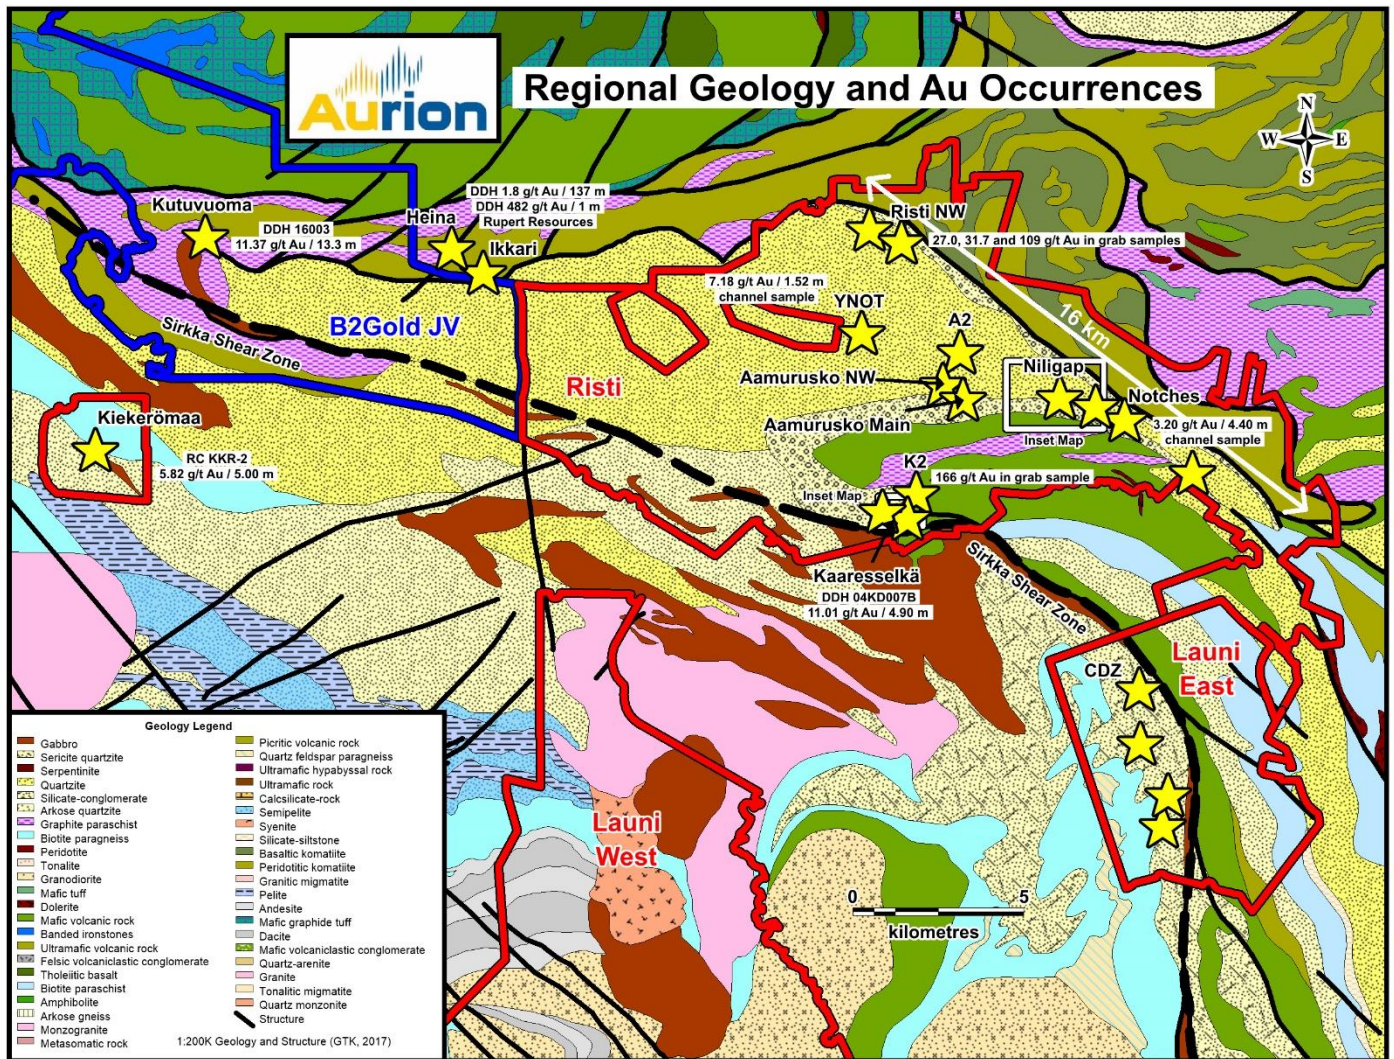 Aurion
Regional Geology and Au Occurrences
N
W E
S
Kutuvuoma
DDH 16003
11.37 g/t Au / 13.3 m
Heina
DDH 1.8 g/t Au / 137 m
DDH 482 g/t Au / 1 m
Rupert Resources
Ikkari
Risti NW
27.0, 31.7 and 109 g/t Au in grab samples
7.18 g/t Au / 1.52 m
channel sample
YNOT
A2
16 km
B2Gold JV
Sirkka Shear Zone
Risti
Aamurusko NW
Niligap
Notches
Aamurusko Main
Inset Map
3.20 g/t Au / 4.40 m
channel sample
Kiekerömaa
RC KKR-2
5.82 g/t Au / 5.00 m
K2
166 g/t Au in grab sample
Inset Map
Kaaresselkä
DDH 04KD007B
11.01 g/t Au / 4.90 m
Sirkka Shear Zone
Launi
East
CDZ
Launi
West
0 5
kilometres
Geology Legend
Gabbro
Sericite quartzite
Serpentinite
Quartzite
Silicate-conglomerate
Arkose quartzite
Graphite paraschist
Biotite paragneiss
Peridotite
Tonalite
Granodiorite
Mafic tuff
Dolerite
Mafic volcanic rock
Banded ironstones
Ultramafic volcanic rock
Felsic volcaniclastic conglomerate
Tholeiitic basalt
Biotite paraschist
Amphibolite
Arkose gneiss
Monzogranite
Metasomatic rock
Picritic volcanic rock
Quartz feldspar paragneiss
Ultramafic hypabyssal rock
Ultramafic rock
Calcsilicate-rock
Semipelite
Syenite
Silicate-siltstone
Basaltic komatiite
Peridotitic komatiite
Granitic migmatite
Pelite
Andesite
Mafic graphide tuff
Dacite
Mafic volcaniclastic conglomerate
Quartz-arenite
Granite
Tonalitic migmatite
Quartz monzonite
Structure
1:200K Geology and Structure (GTK, 2017)